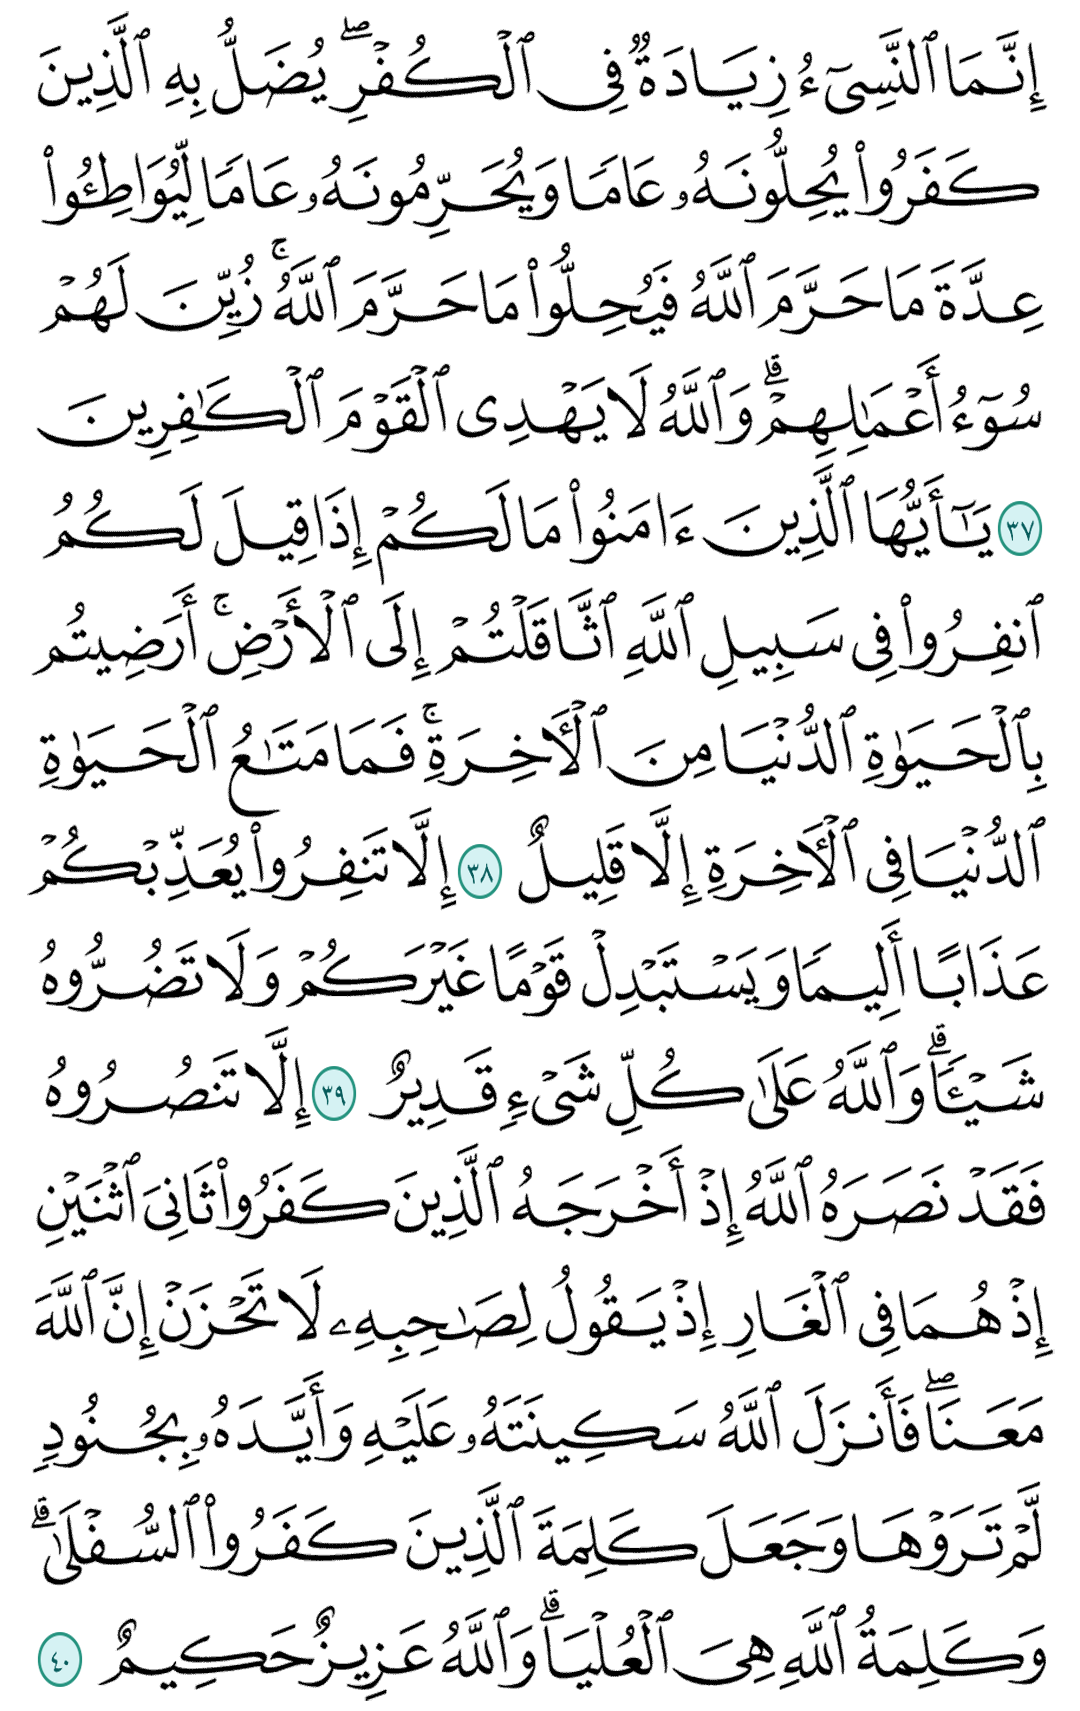 إِنَّمَا ٱلنَّسِىٓءُ زِيَادَةٌ فِى ٱلْكُفْرِ ۖ يُضَلُّ بِهِ ٱلَّذِينَ
كَفَرُوا۟ يُحِلُّونَهُۥ عَامًا وَيُحَرِّمُونَهُۥ عَامًا لِّيُوَاطِـُٔوا۟
عِدَّةَ مَا حَرَّمَ ٱللَّهُ فَيُحِلُّوا۟ مَا حَرَّمَ ٱللَّهُ ۚ زُيِّنَ لَهُمْ
سُوٓءُ أَعْمَـٰلِهِمْ ۗ وَٱللَّهُ لَا يَهْدِى ٱلْقَوْمَ ٱلْكَـٰفِرِينَ
٣٧ يَـٰٓأَيُّهَا ٱلَّذِينَ ءَامَنُوا۟ مَا لَكُمْ إِذَا قِيلَ لَكُمُ
ٱنفِرُوا۟ فِى سَبِيلِ ٱللَّهِ ٱثَّاقَلْتُمْ إِلَى ٱلْأَرْضِ ۚ أَرَضِيتُم
بِٱلْحَيَوٰةِ ٱلدُّنْيَا مِنَ ٱلْـَٔاخِرَةِ ۚ فَمَا مَتَـٰعُ ٱلْحَيَوٰةِ
ٱلدُّنْيَا فِى ٱلْـَٔاخِرَةِ إِلَّا قَلِيلٌ ٣٨ إِلَّا تَنفِرُوا۟ يُعَذِّبْكُمْ
عَذَابًا أَلِيمًا وَيَسْتَبْدِلْ قَوْمًا غَيْرَكُمْ وَلَا تَضُرُّوهُ
شَيْـًٔا ۗ وَٱللَّهُ عَلَىٰ كُلِّ شَىْءٍ قَدِيرٌ ٣٩ إِلَّا تَنصُرُوهُ
فَقَدْ نَصَرَهُ ٱللَّهُ إِذْ أَخْرَجَهُ ٱلَّذِينَ كَفَرُوا۟ ثَانِىَ ٱثْنَيْنِ
إِذْ هُمَا فِى ٱلْغَارِ إِذْ يَقُولُ لِصَـٰحِبِهِۦ لَا تَحْزَنْ إِنَّ ٱللَّهَ
مَعَنَا ۖ فَأَنزَلَ ٱللَّهُ سَكِينَتَهُۥ عَلَيْهِ وَأَيَّدَهُۥ بِجُنُودٍ
لَّمْ تَرَوْهَا وَجَعَلَ كَلِمَةَ ٱلَّذِينَ كَفَرُوا۟ ٱلسُّفْلَىٰ ۗ
وَكَلِمَةُ ٱللَّهِ هِىَ ٱلْعُلْيَا ۗ وَٱللَّهُ عَزِيزٌ حَكِيمٌ ٤٠